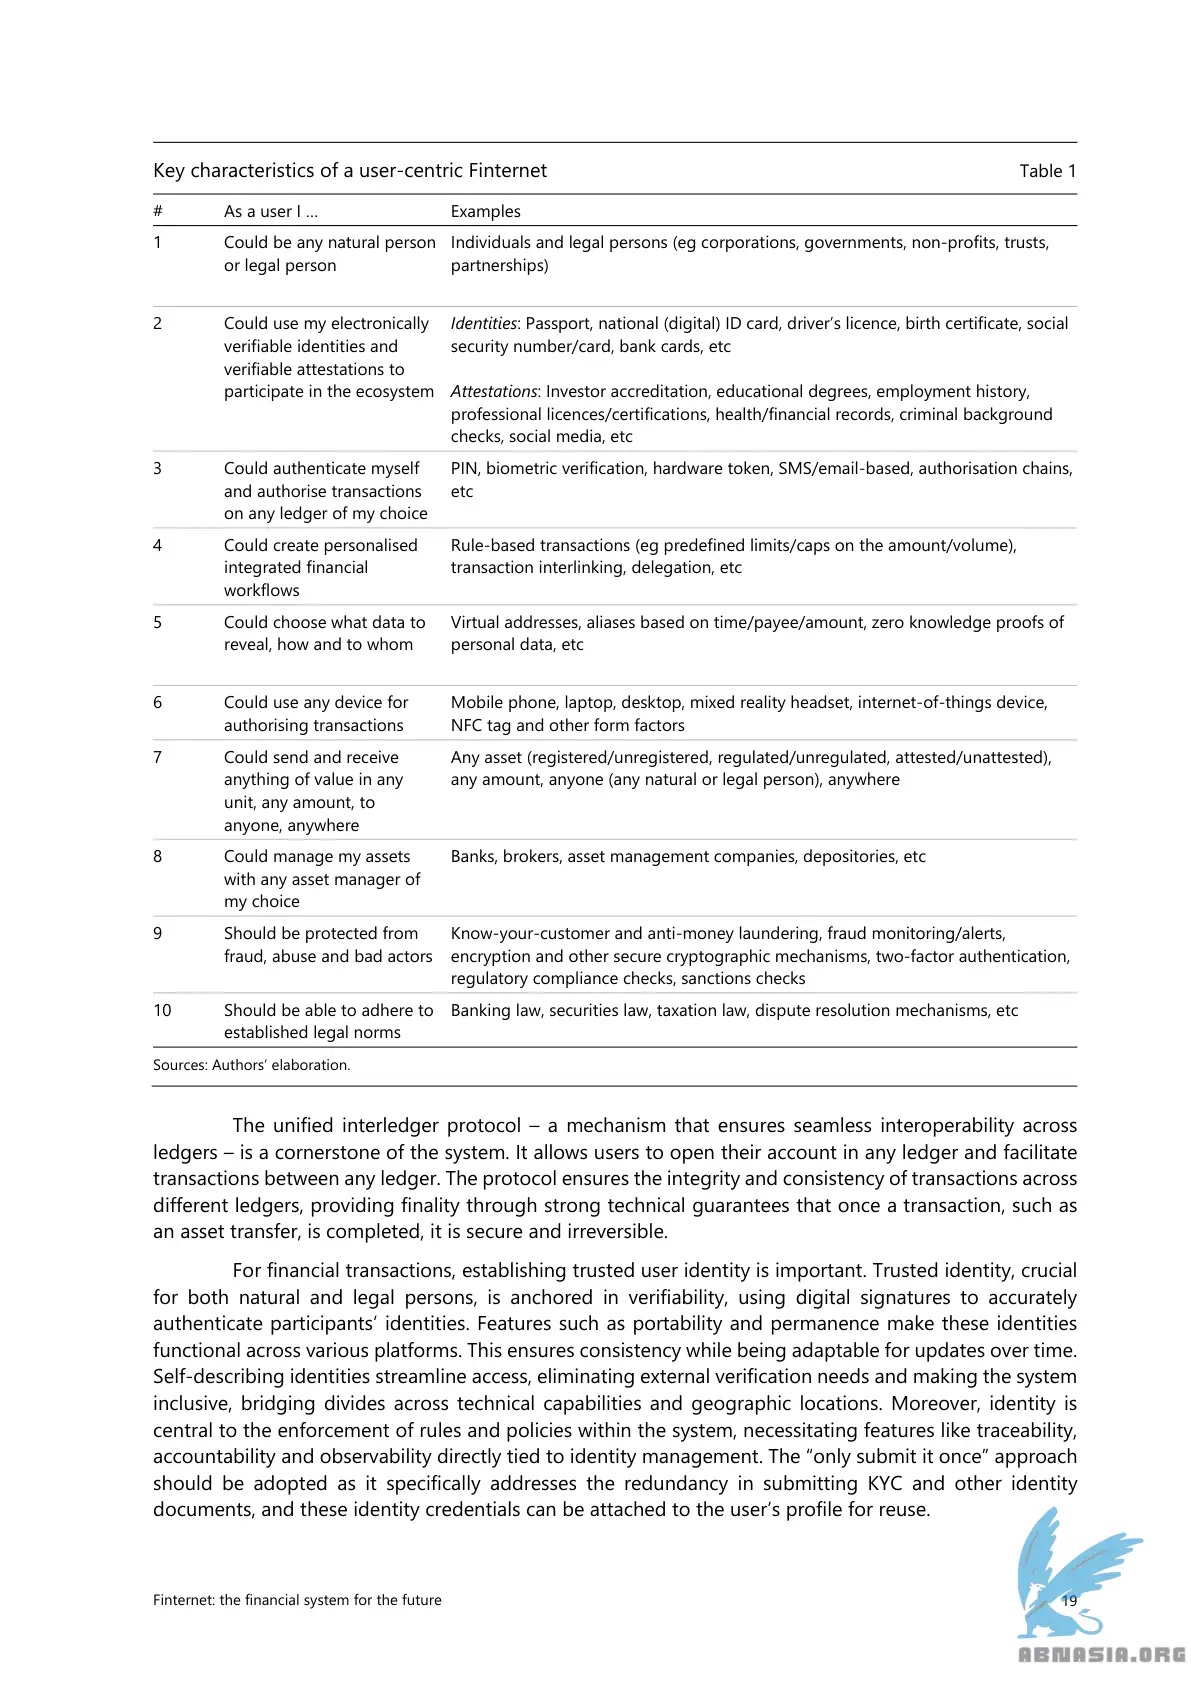 Key characteristics of a user-centric Finternet Table 1
# As a user I … Examples
1 Could be any natural person Individuals and legal persons (eg corporations, governments, non-profits, trusts,
or legal person partnerships)
2 Could use my electronically Identities: Passport, national (digital) ID card, driver’s licence, birth certificate, social
verifiable identities and security number/card, bank cards, etc
verifiable attestations to
participate in the ecosystem Attestations: Investor accreditation, educational degrees, employment history,
professional licences/certifications, health/financial records, criminal background
checks, social media, etc
3 Could authenticate myself PIN, biometric verification, hardware token, SMS/email-based, authorisation chains,
and authorise transactions etc
on any ledger of my choice
4 Could create personalised Rule-based transactions (eg predefined limits/caps on the amount/volume),
integrated financial transaction interlinking, delegation, etc
workflows
5 Could choose what data to Virtual addresses, aliases based on time/payee/amount, zero knowledge proofs of
reveal, how and to whom personal data, etc
6 Could use any device for Mobile phone, laptop, desktop, mixed reality headset, internet-of-things device,
authorising transactions NFC tag and other form factors
7 Could send and receive Any asset (registered/unregistered, regulated/unregulated, attested/unattested),
anything of value in any any amount, anyone (any natural or legal person), anywhere
unit, any amount, to
anyone, anywhere
8 Could manage my assets Banks, brokers, asset management companies, depositories, etc
with any asset manager of
my choice
9 Should be protected from Know-your-customer and anti-money laundering, fraud monitoring/alerts,
fraud, abuse and bad actors encryption and other secure cryptographic mechanisms, two-factor authentication,
regulatory compliance checks, sanctions checks
10 Should be able to adhere to Banking law, securities law, taxation law, dispute resolution mechanisms, etc
established legal norms
Sources: Authors’ elaboration.
The unified interledger protocol – a mechanism that ensures seamless interoperability across
ledgers – is a cornerstone of the system. It allows users to open their account in any ledger and facilitate
transactions between any ledger. The protocol ensures the integrity and consistency of transactions across
different ledgers, providing finality through strong technical guarantees that once a transaction, such as
an asset transfer, is completed, it is secure and irreversible.
For financial transactions, establishing trusted user identity is important. Trusted identity, crucial
for both natural and legal persons, is anchored in verifiability, using digital signatures to accurately
authenticate participants’ identities. Features such as portability and permanence make these identities
functional across various platforms. This ensures consistency while being adaptable for updates over time.
Self-describing identities streamline access, eliminating external verification needs and making the system
inclusive, bridging divides across technical capabilities and geographic locations. Moreover, identity is
central to the enforcement of rules and policies within the system, necessitating features like traceability,
accountability and observability directly tied to identity management. The “only submit it once” approach
should be adopted as it specifically addresses the redundancy in submitting KYC and other identity
documents, and these identity credentials can be attached to the user’s profile for reuse.
Finternet: the financial system for the future 19
ABNASIA.ORG